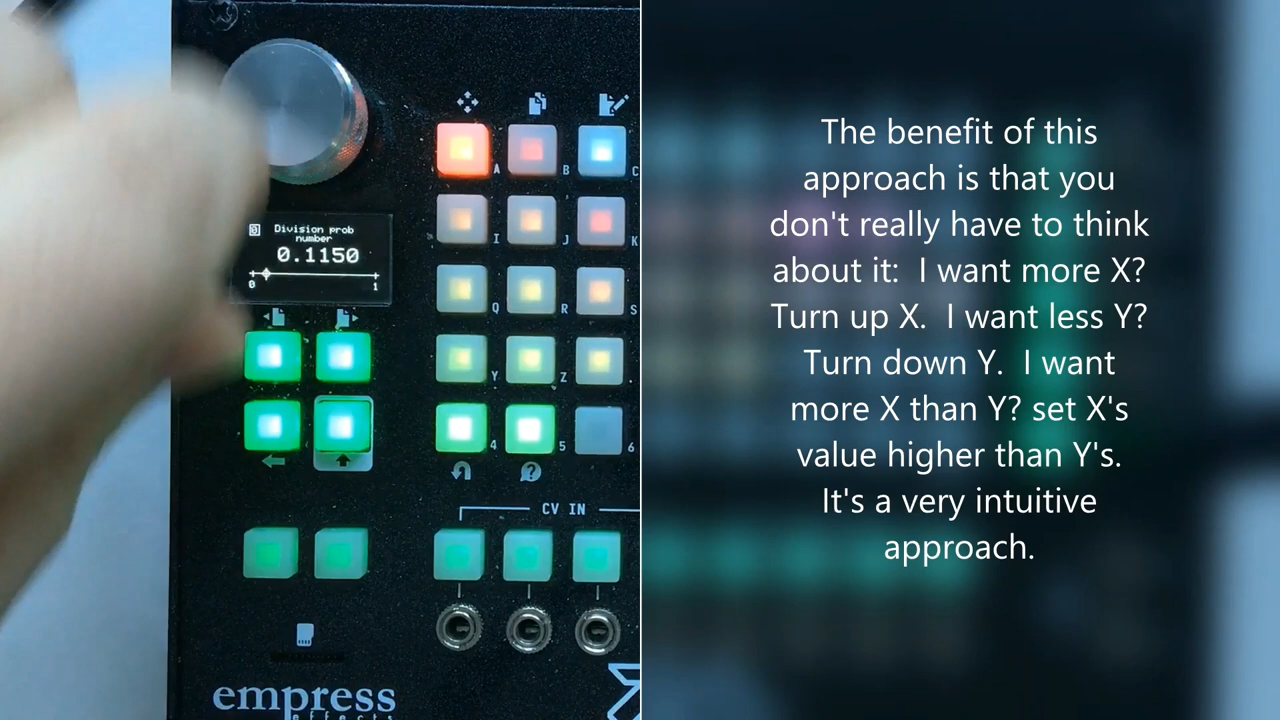 Division prob
number
0.1150
0 1
A B C
I J K
Q R S
Y Z .
4 5 6
?
CV IN
empress
effects
The benefit of this
approach is that you
don't really have to think
about it:  I want more X?
Turn up X.  I want less Y?
Turn down Y.  I want
more X than Y? set X's
value higher than Y's.
It's a very intuitive
approach.